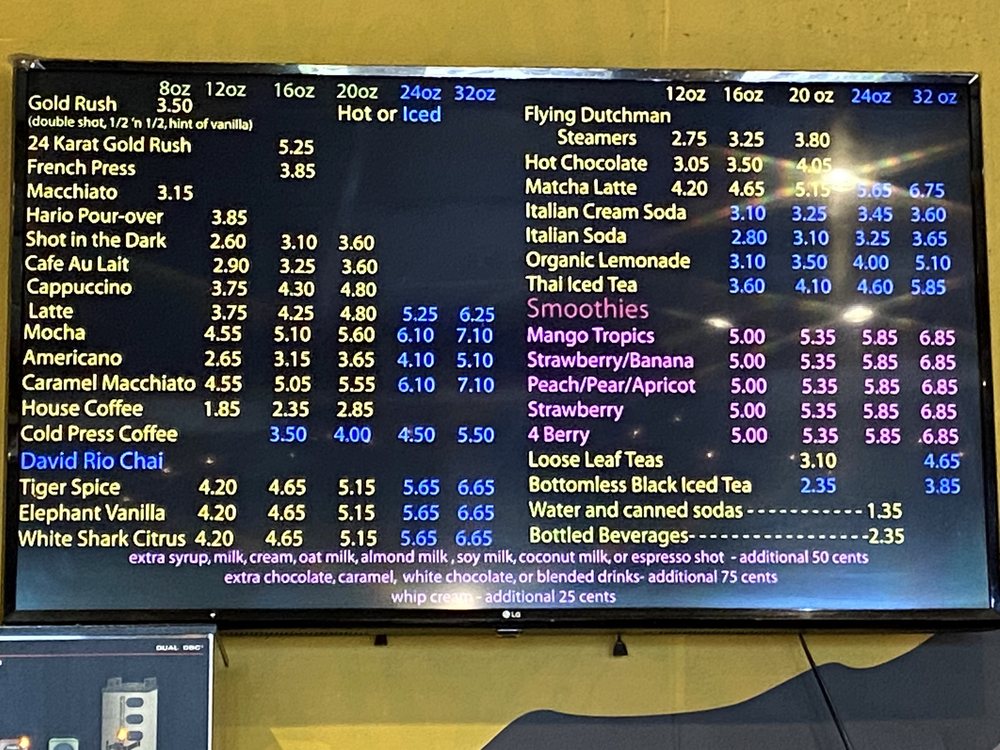 8oz 12oz 16oz 20oz 24oz 32oz
Gold Rush 3.50 Hot or Iced
(double shot, 1/2 'n 1/2, hint of vanilla)
24 Karat Gold Rush 5.25
French Press 3.85
Macchiato 3.15
Hario Pour-over 3.85
Shot in the Dark 2.60 3.10 3.60
Cafe Au Lait 2.90 3.25 3.60
Cappuccino 3.75 4.30 4.80
Latte 3.75 4.25 4.80 5.25 6.25
Mocha 4.55 5.10 5.60 6.10 7.10
Americano 2.65 3.15 3.65 4.10 5.10
Caramel Macchiato 4.55 5.05 5.55 6.10 7.10
House Coffee 1.85 2.35 2.85
Cold Press Coffee 3.50 4.00 4.50 5.50
David Rio Chai
Tiger Spice 4.20 4.65 5.15 5.65 6.65
Elephant Vanilla 4.20 4.65 5.15 5.65 6.65
White Shark Citrus 4.20 4.65 5.15 5.65 6.65
12oz 16oz 20 oz 24oz 32 oz
Flying Dutchman
Steamers 2.75 3.25 3.80
Hot Chocolate 3.05 3.50 4.05
Matcha Latte 4.20 4.65 5.15 5.65 6.75
Italian Cream Soda 3.10 3.25 3.45 3.60
Italian Soda 2.80 3.10 3.25 3.65
Organic Lemonade 3.10 3.50 4.00 5.10
Thai Iced Tea 3.60 4.10 4.60 5.85
Smoothies
Mango Tropics 5.00 5.35 5.85 6.85
Strawberry/Banana 5.00 5.35 5.85 6.85
Peach/Pear/Apricot 5.00 5.35 5.85 6.85
Strawberry 5.00 5.35 5.85 6.85
4 Berry 5.00 5.35 5.85 6.85
Loose Leaf Teas 3.10 4.65
Bottomless Black Iced Tea 2.35 3.85
Water and canned sodas - - - - - - - - - - - - 1.35
Bottled Beverages- - - - - - - - - - - - - - - - - -2.35
extra syrup, milk, cream, oat milk, almond milk , soy milk, coconut milk, or espresso shot - additional 50 cents
extra chocolate, caramel, white chocolate, or blended drinks- additional 75 cents
whip cream - additional 25 cents
LG
DUAL DBC